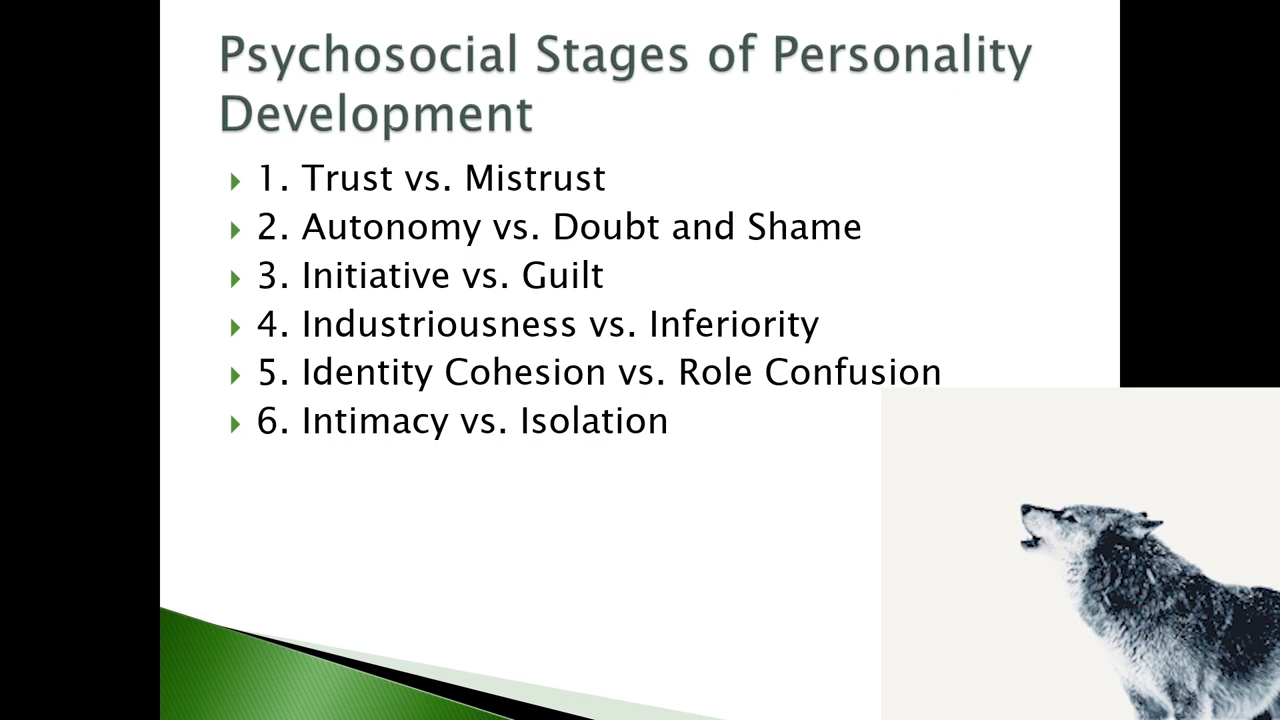 Psychosocial Stages of Personality
Development
1. Trust vs. Mistrust
2. Autonomy vs. Doubt and Shame
3. Initiative vs. Guilt
4. Industriousness vs. Inferiority
5. Identity Cohesion vs. Role Confusion
6. Intimacy vs. Isolation